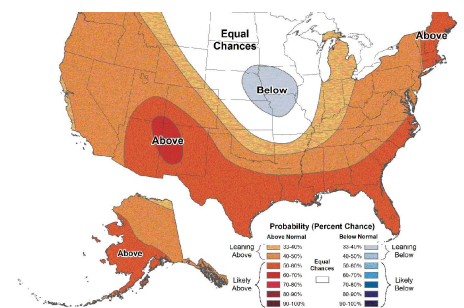 Equal
Chances
Above
Below
Above
Above
Probability (Percent Chance)
Above Normal
Below Normal
Leaning
Above
33-40%
40-50%
Likely
Above
50-60%
60-70%
70-80%
80-90%
90-100%
Equal
Chances
33-40%
40-50%
Leaning
Below
50-60%
60-70%
70-80%
80-90%
90-100%
Likely
Below